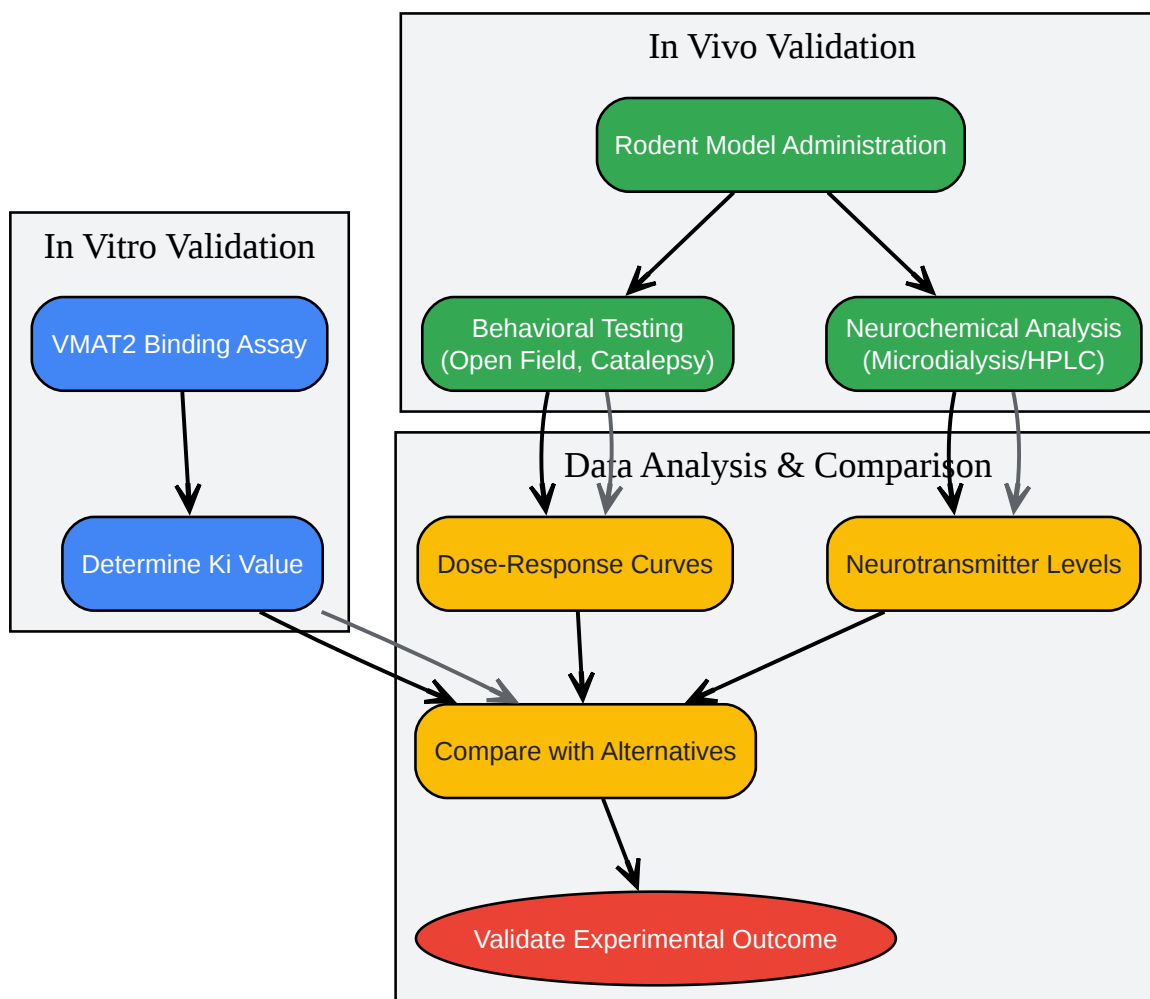 In Vivo Validation
Rodent Model Administration
In Vitro Validation
VMAT2 Binding Assay
Behavioral Testing
(Open Field, Catalepsy)
Neurochemical Analysis
(Microdialysis/HPLC)
Data Analysis & Comparison
Determine Ki Value
Dose-Response Curves
Neurotransmitter Levels
Compare with Alternatives
Validate Experimental Outcome